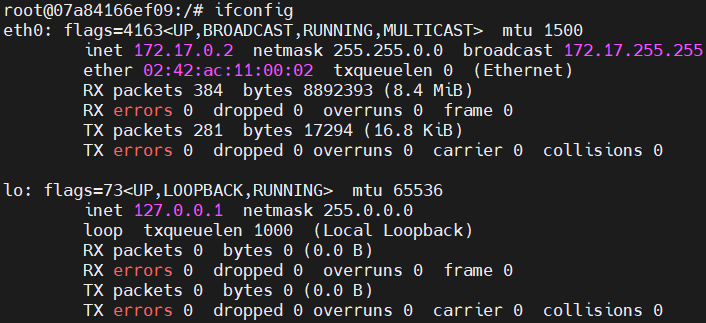 root@07a84166ef09:/# ifconfig
eth0: flags=4163<UP,BROADCAST,RUNNING,MULTICAST>  mtu 1500
        inet 172.17.0.2  netmask 255.255.0.0  broadcast 172.17.255.255
        ether 02:42:ac:11:00:02  txqueuelen 0  (Ethernet)
        RX packets 384  bytes 8892393 (8.4 MiB)
        RX errors 0  dropped 0  overruns 0  frame 0
        TX packets 281  bytes 17294 (16.8 KiB)
        TX errors 0  dropped 0 overruns 0  carrier 0  collisions 0

lo: flags=73<UP,LOOPBACK,RUNNING>  mtu 65536
        inet 127.0.0.1  netmask 255.0.0.0
        loop  txqueuelen 1000  (Local Loopback)
        RX packets 0  bytes 0 (0.0 B)
        RX errors 0  dropped 0  overruns 0  frame 0
        TX packets 0  bytes 0 (0.0 B)
        TX errors 0  dropped 0 overruns 0  carrier 0  collisions 0